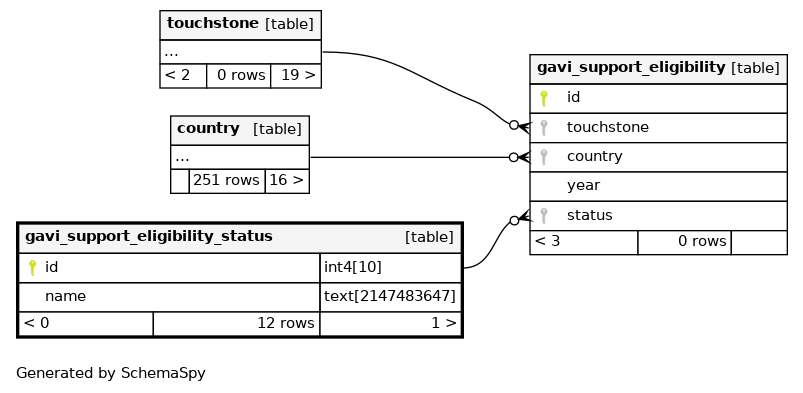 touchstone [table]
...
< 2 0 rows 19 >
country [table]
...
251 rows 16 >
gavi_support_eligibility_status [table]
id int4[10]
name text[2147483647]
< 0 12 rows 1 >
gavi_support_eligibility [table]
id
touchstone
country
year
status
< 3 0 rows
Generated by SchemaSpy